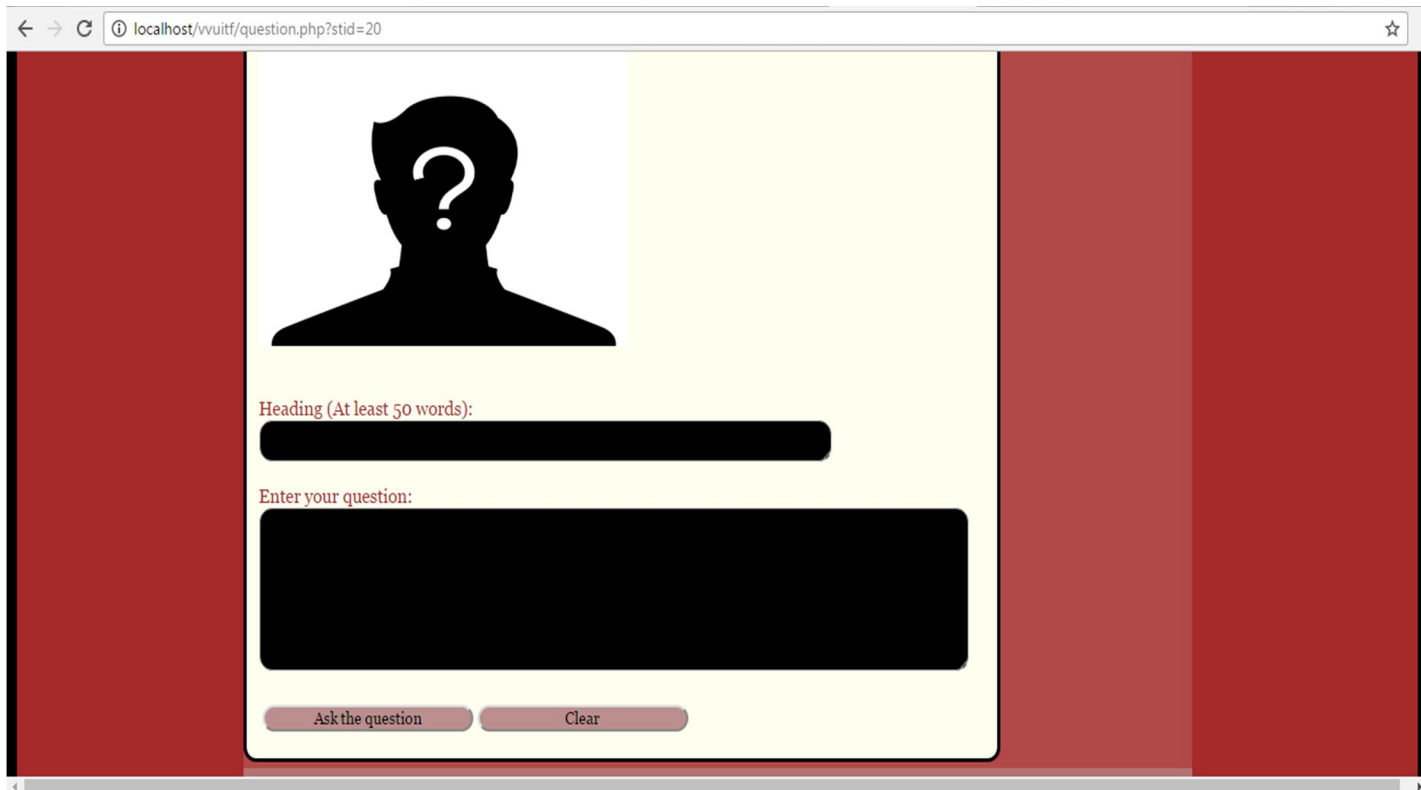 localhost/vvuitf/question.php?stid=20
?
Heading (At least 50 words):
Enter your question:
Ask the question
Clear